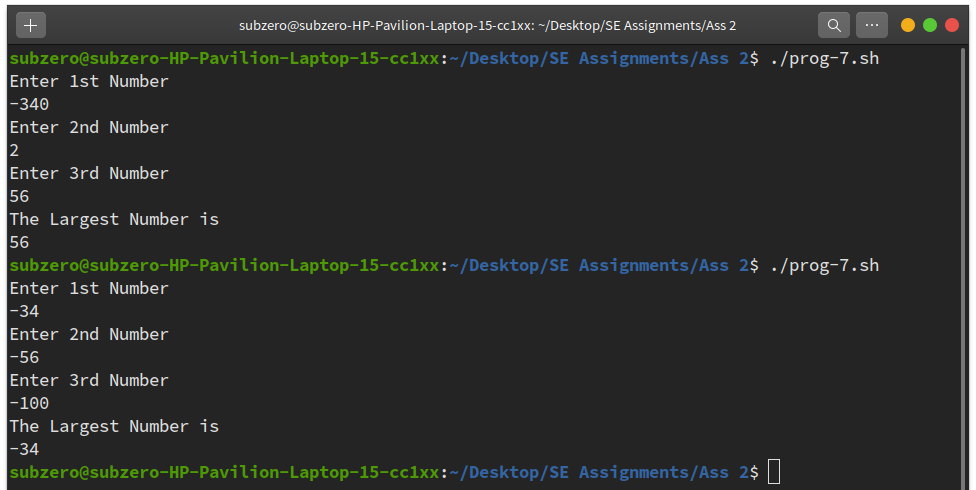 subzero@subzero-HP-Pavilion-Laptop-15-cc1xx: ~/Desktop/SE Assignments/Ass 2
subzero@subzero-HP-Pavilion-Laptop-15-cc1xx:~/Desktop/SE Assignments/Ass 2$ ./prog-7.sh
Enter 1st Number
-340
Enter 2nd Number
2
Enter 3rd Number
56
The Largest Number is
56
subzero@subzero-HP-Pavilion-Laptop-15-cc1xx:~/Desktop/SE Assignments/Ass 2$ ./prog-7.sh
Enter 1st Number
-34
Enter 2nd Number
-56
Enter 3rd Number
-100
The Largest Number is
-34
subzero@subzero-HP-Pavilion-Laptop-15-cc1xx:~/Desktop/SE Assignments/Ass 2$